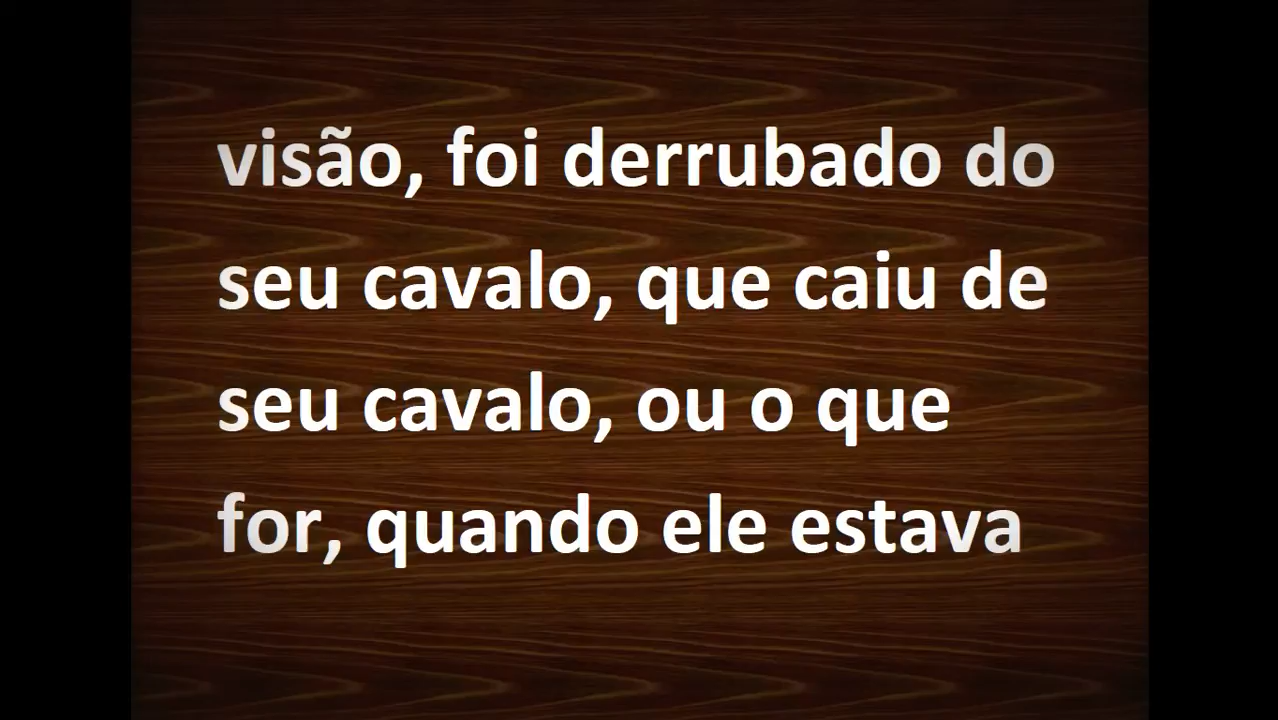 visão, foi derrubado do
seu cavalo, que caiu de
seu cavalo, ou o que
for, quando ele estava